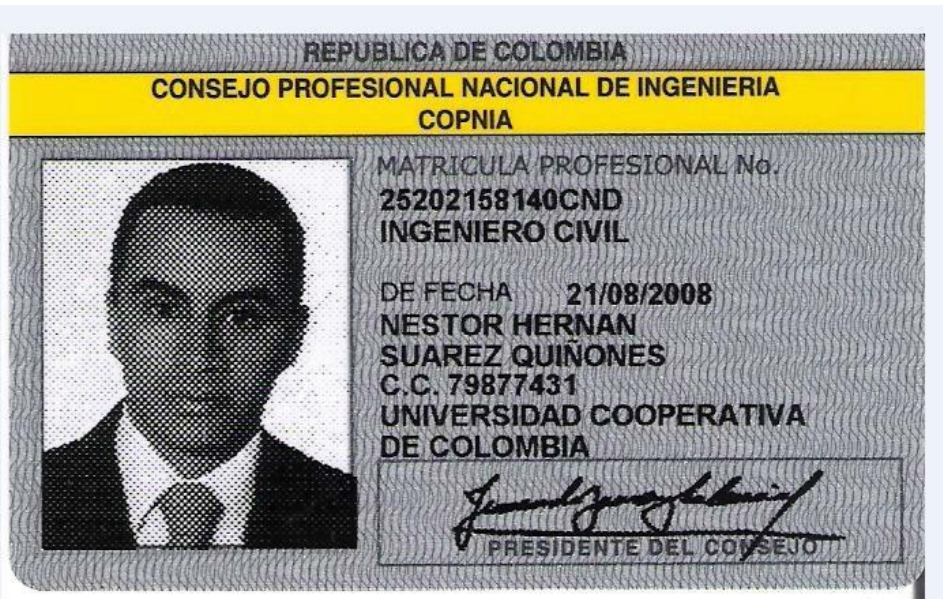 REPUBLICA DE COLOMBIA
CONSEJO PROFESIONAL NACIONAL DE INGENIERIA
COPNIA
MATRICULA PROFESIONAL No.
25202158140CND
INGENIERO CIVIL
DE FECHA 21/08/2008
NESTOR HERNAN
SUAREZ QUIÑONES
C.C. 79877431
UNIVERSIDAD COOPERATIVA
DE COLOMBIA
PRESIDENTE DEL CONSEJO